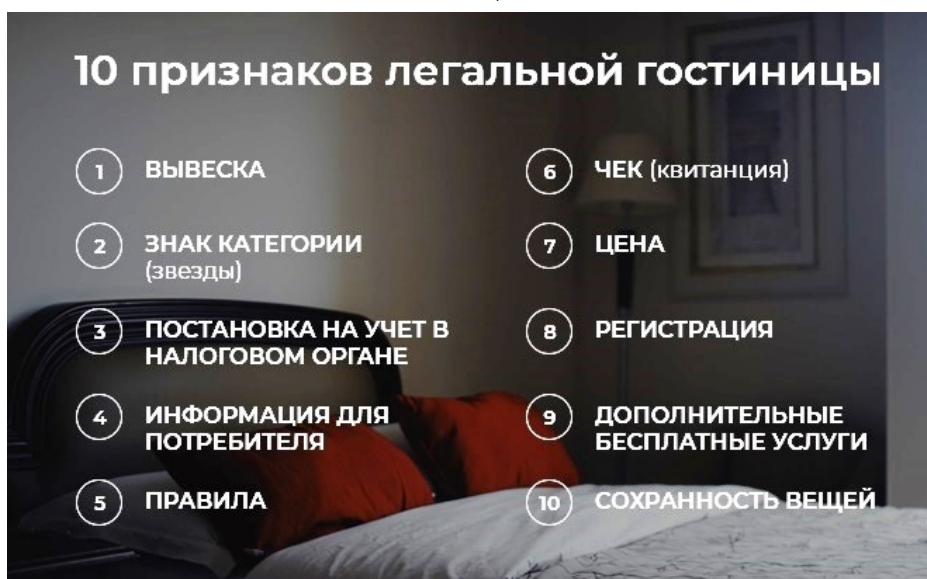 10 признаков легальной гостиницы
1 ВЫВЕСКА
2 ЗНАК КАТЕГОРИИ
(звезды)
3 ПОСТАНОВКА НА УЧЕТ В
НАЛОГОВОМ ОРГАНЕ
4 ИНФОРМАЦИЯ ДЛЯ
ПОТРЕБИТЕЛЯ
5 ПРАВИЛА
6 ЧЕК (квитанция)
7 ЦЕНА
8 РЕГИСТРАЦИЯ
9 ДОПОЛНИТЕЛЬНЫЕ
БЕСПЛАТНЫЕ УСЛУГИ
10 СОХРАННОСТЬ ВЕЩЕЙ